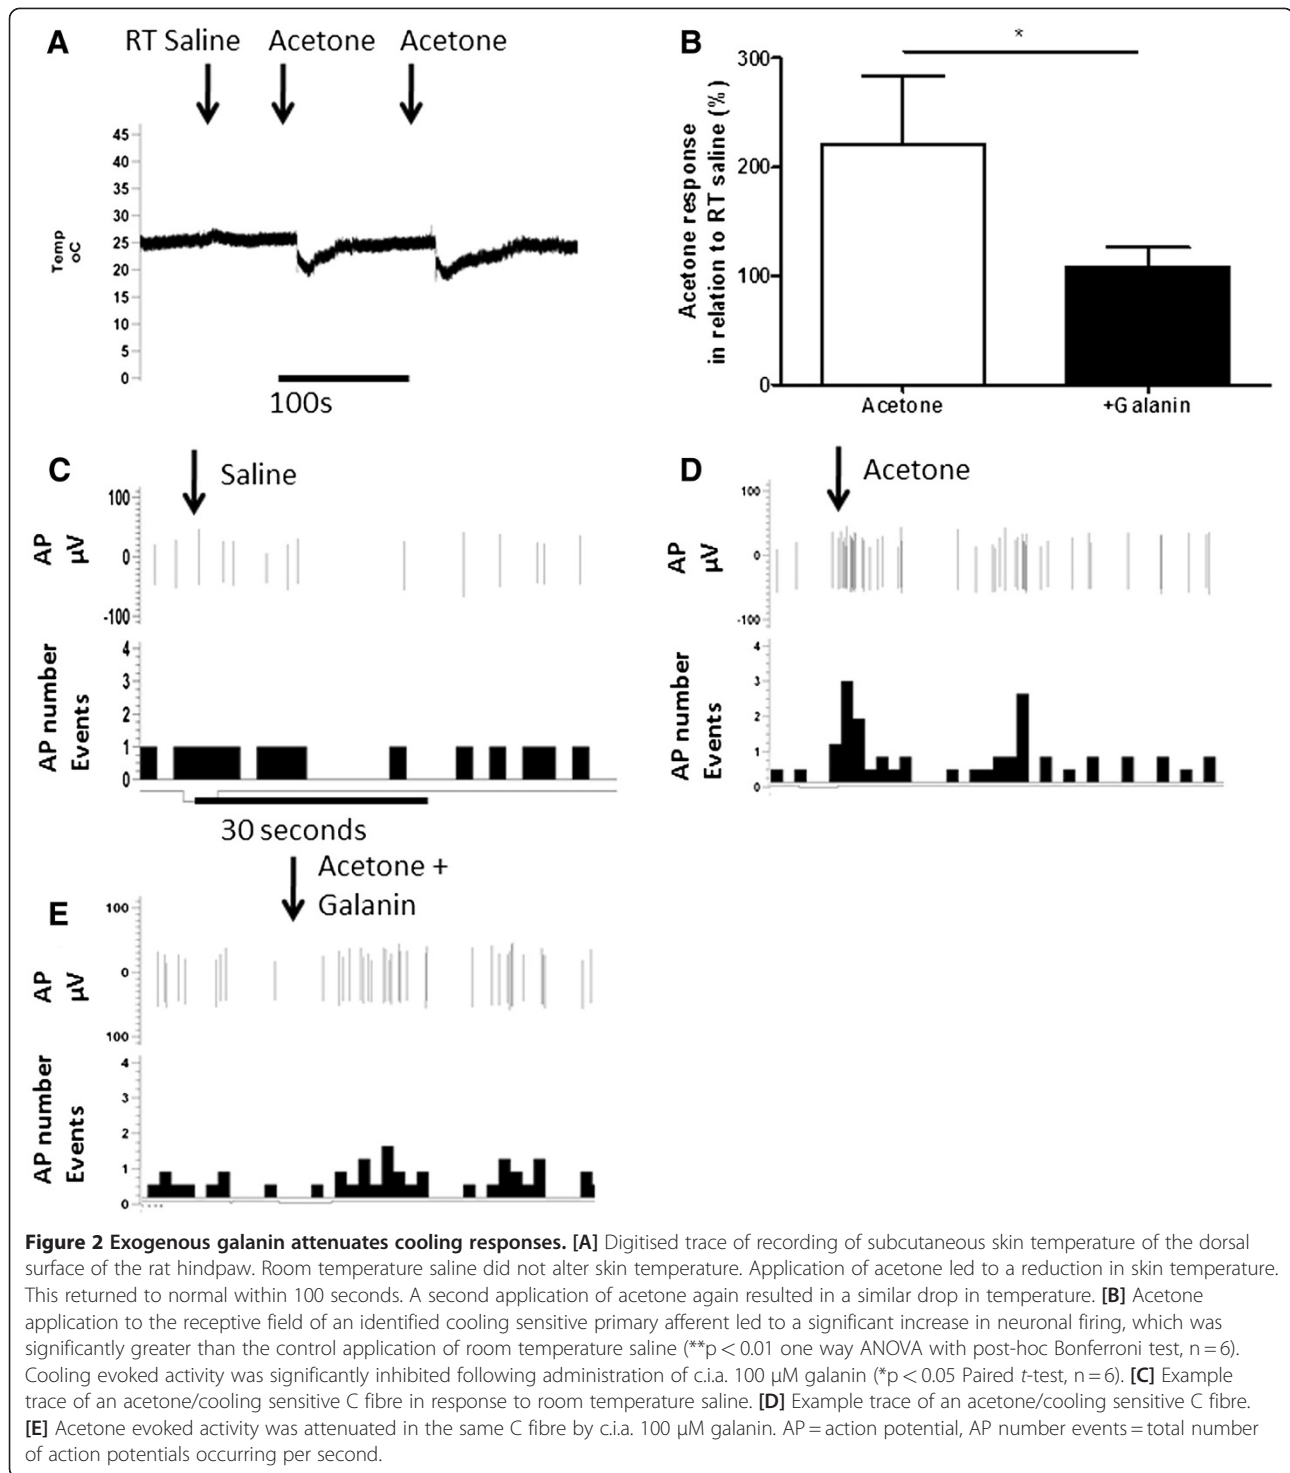 A
RT Saline Acetone Acetone
45
40
35
30
25
20
15
10
5
0
Temp
oC
100s
B
*
300
200
100
0
Acetone response
in relation to RT saline (%)
Acetone +Galanin
C
Saline
100
0
-100
AP
µV
4
3
2
1
0
AP number
Events
30 seconds
D
Acetone
100
0
-100
AP
µV
4
3
2
1
0
AP number
Events
E
Acetone +
Galanin
100
0
100
AP
µV
4
3
2
1
0
AP number
Events
Figure 2 Exogenous galanin attenuates cooling responses. [A] Digitised trace of recording of subcutaneous skin temperature of the dorsal
surface of the rat hindpaw. Room temperature saline did not alter skin temperature. Application of acetone led to a reduction in skin temperature.
This returned to normal within 100 seconds. A second application of acetone again resulted in a similar drop in temperature. [B] Acetone
application to the receptive field of an identified cooling sensitive primary afferent led to a significant increase in neuronal firing, which was
significantly greater than the control application of room temperature saline (**p < 0.01 one way ANOVA with post-hoc Bonferroni test, n = 6).
Cooling evoked activity was significantly inhibited following administration of c.i.a. 100 µM galanin (*p < 0.05 Paired t-test, n = 6). [C] Example
trace of an acetone/cooling sensitive C fibre in response to room temperature saline. [D] Example trace of an acetone/cooling sensitive C fibre.
[E] Acetone evoked activity was attenuated in the same C fibre by c.i.a. 100 µM galanin. AP = action potential, AP number events = total number
of action potentials occurring per second.